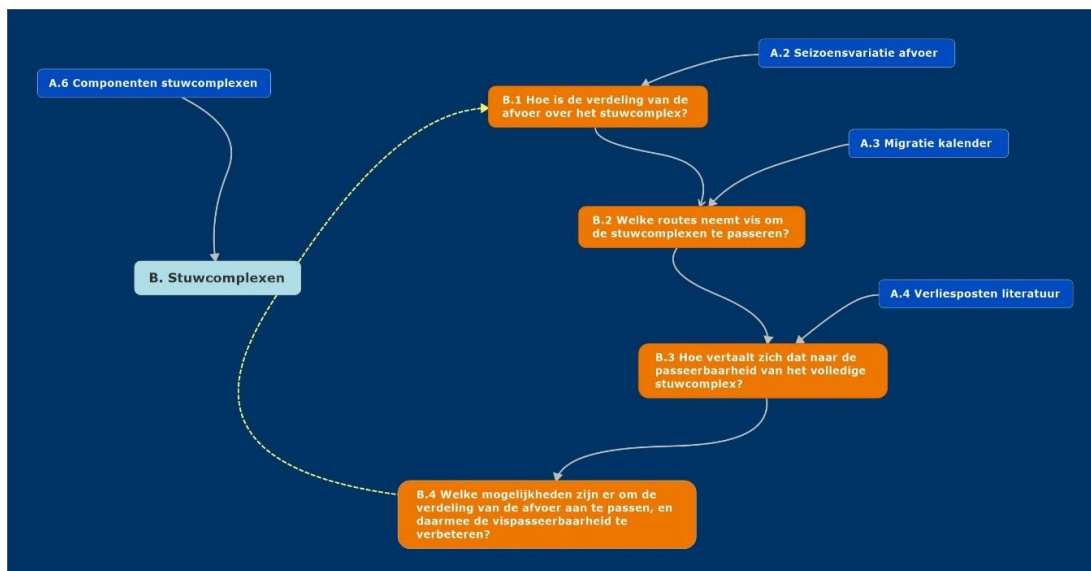 A.2 Seizoensvariatie afvoer
A.6 Componenten stuwcomplexen
B.1 Hoe is de verdeling van de
afvoer over het stuwcomplex?
A.3 Migratie kalender
B.2 Welke routes neemt vis om
de stuwcomplexen te passeren?
B. Stuwcomplexen
A.4 Verliesposten literatuur
B.3 Hoe vertaalt zich dat naar de
passeerbaarheid van het volledige
stuwcomplex?
B.4 Welke mogelijkheden zijn er om de
verdeling van de afvoer aan te passen, en
daarmee de vispasseerbaarheid te
verbeteren?